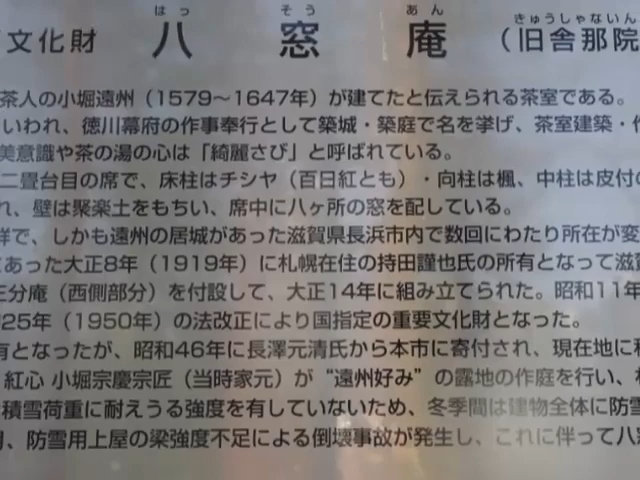 はっ そう あん きゅうしゃないん
文化財 八窓庵（旧舎那院
茶人の小堀遠州（1579～1647年）が建てたと伝えられる茶室である。
いわれ、徳川幕府の作事奉行として築城・築庭で名を挙げ、茶室建築・作
美意識や茶の湯の心は「綺麗さび」と呼ばれている。
二畳台目の席で、床柱はチシヤ（百日紅とも）・向柱は楓、中柱は皮付の
れ、壁は聚楽土をもちい、席中に八ヶ所の窓を配している。
詳で、しかも遠州の居城があった滋賀県長浜市内で数回にわたり所在が変
あった大正8年（1919年）に札幌在住の持田謹也氏の所有となって滋賀
三分庵（西側部分）を付設して、大正14年に組み立てられた。昭和11年
25年（1950年）の法改正により国指定の重要文化財となった。
有となったが、昭和46年に長澤元清氏から本市に寄付され、現在地に移
紅心 小堀宗慶宗匠（当時家元）が“遠州好み”の露地の作庭を行い、
積雪荷重に耐えうる強度を有していないため、冬季間は建物全体に防雪
月、防雪用上屋の梁強度不足による倒壊事故が発生し、これに伴って八窓